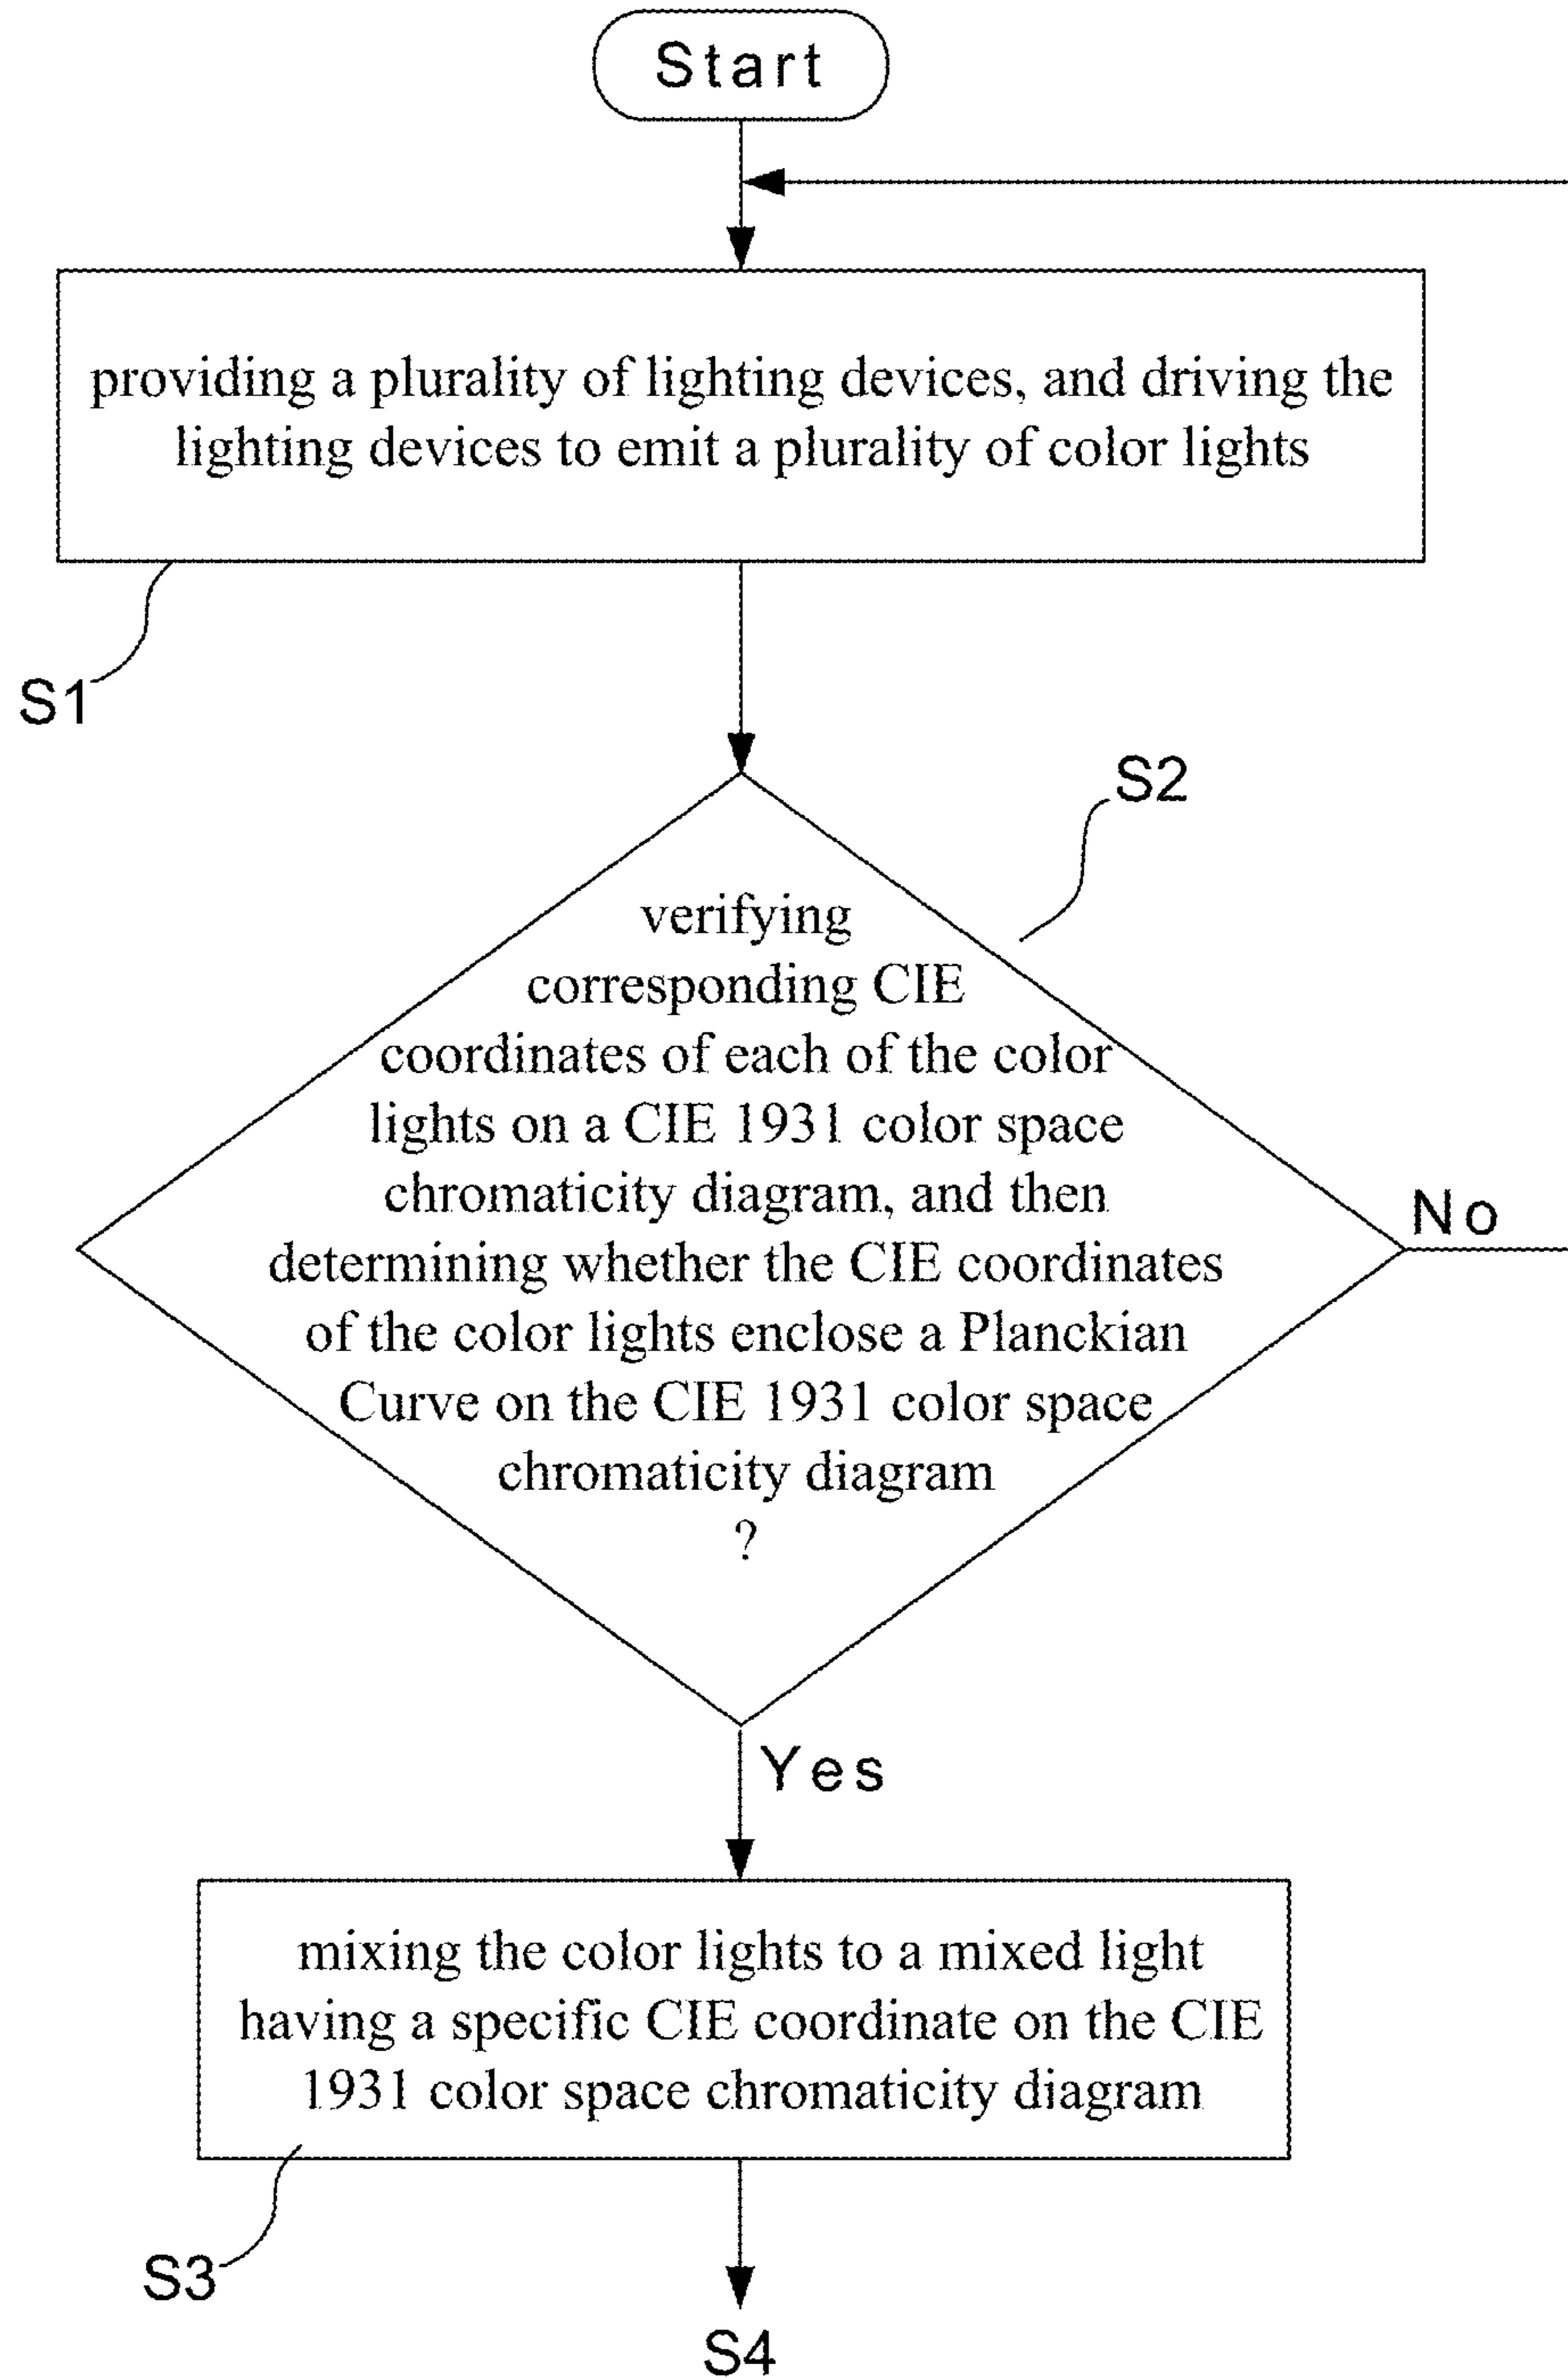 Start
providing a plurality of lighting devices, and driving the
lighting devices to emit a plurality of color lights
S1
S2
verifying
corresponding CIE
coordinates of each of the color
lights on a CIE 1931 color space
chromaticity diagram, and then
determining whether the CIE coordinates
of the color lights enclose a Planckian
Curve on the CIE 1931 color space
chromaticity diagram
?
No
Yes
mixing the color lights to a mixed light
having a specific CIE coordinate on the CIE
1931 color space chromaticity diagram
S3
S4